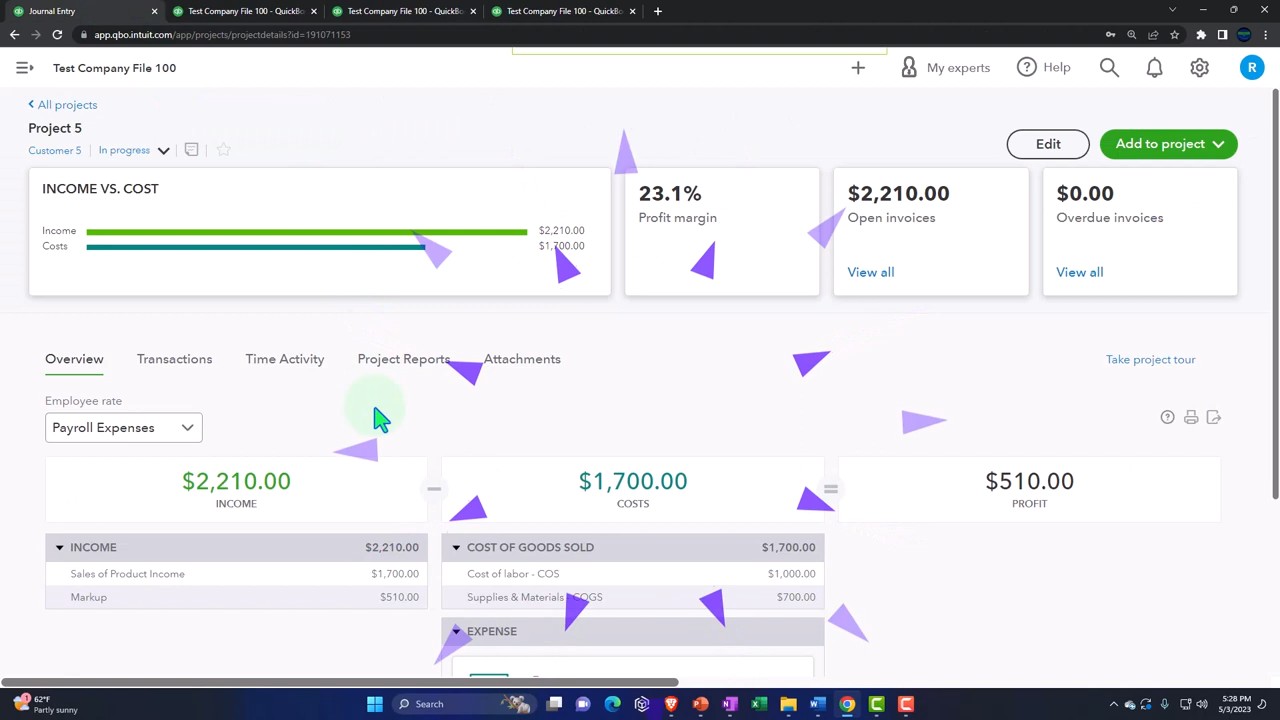 Journal Entry
Test Company File 100 - QuickBo
Test Company File 100 - QuickBo
Test Company File 100 - QuickBo
app.qbo.intuit.com/app/projects/projectdetails?id=191071153
Test Company File 100
My experts
Help
R
All projects
Project 5
Customer 5
In progress
Edit
Add to project
INCOME VS. COST
Income $2,210.00
Costs $1,700.00
23.1%
Profit margin
$2,210.00
Open invoices
View all
$0.00
Overdue invoices
View all
Overview Transactions Time Activity Project Reports Attachments
Take project tour
Employee rate
Payroll Expenses
$2,210.00
INCOME
$1,700.00
COSTS
$510.00
PROFIT
INCOME $2,210.00
Sales of Product Income $1,700.00
Markup $510.00
COST OF GOODS SOLD $1,700.00
Cost of labor - COS $1,000.00
Supplies & Materials - COGS $700.00
EXPENSE
1
62°F
Partly sunny
Search
5:28 PM
5/3/2023